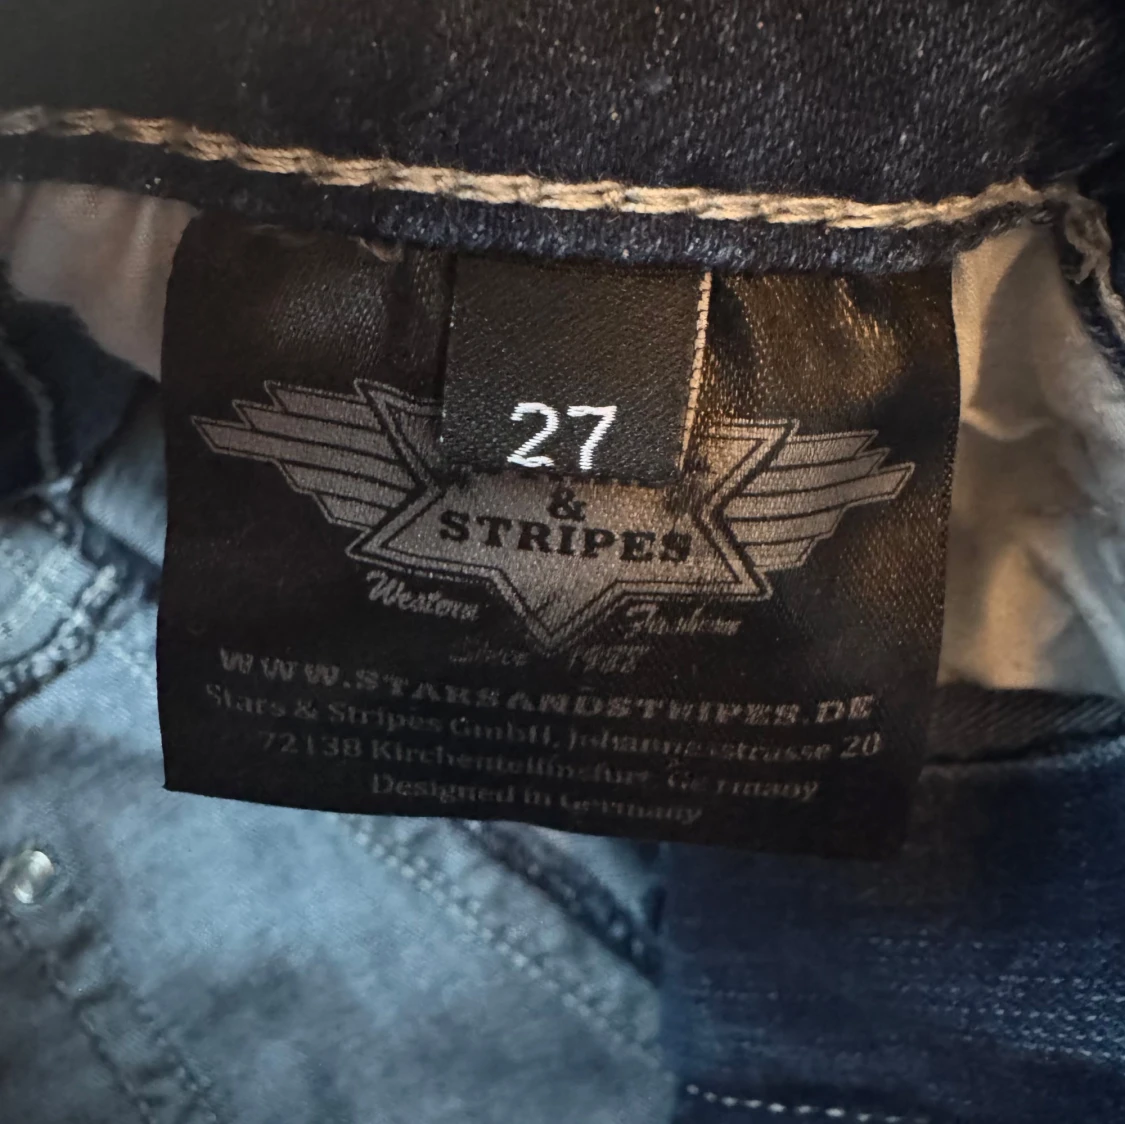 27
&
STRIPES
Western Fashion
Since
WWW.STARSANDSTRIPES.DE
Stars & Stripes GmbH, Johannesstrasse 20
72138 Kirchentellinsfurt, Germany
Designed in Germany